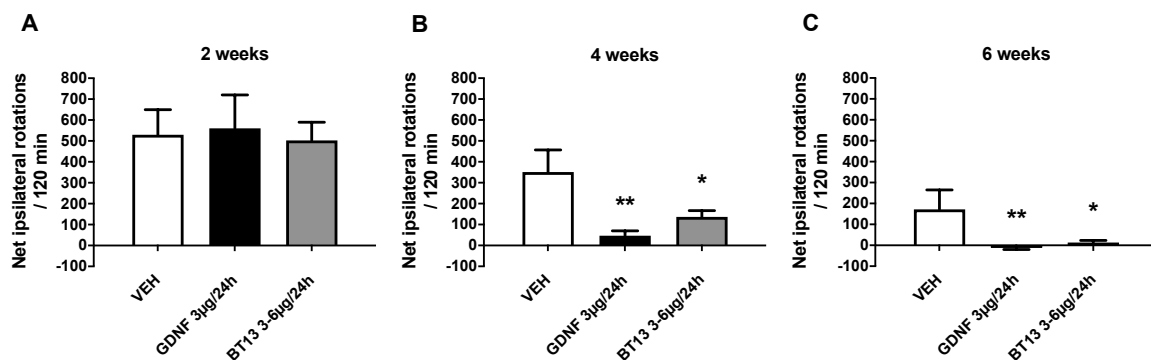 A
2 weeks
Net ipsilateral rotations
/ 120 min
800
700
600
500
400
300
200
100
0
-100
VEH
GDNF 3µg/24h
BT13 3-6µg/24h
B
4 weeks
Net ipsilateral rotations
/ 120 min
800
700
600
500
400
300
200
100
0
-100
**
*
VEH
GDNF 3µg/24h
BT13 3-6µg/24h
C
6 weeks
Net ipsilateral rotations
/ 120 min
800
700
600
500
400
300
200
100
0
-100
**
*
VEH
GDNF 3µg/24h
BT13 3-6µg/24h